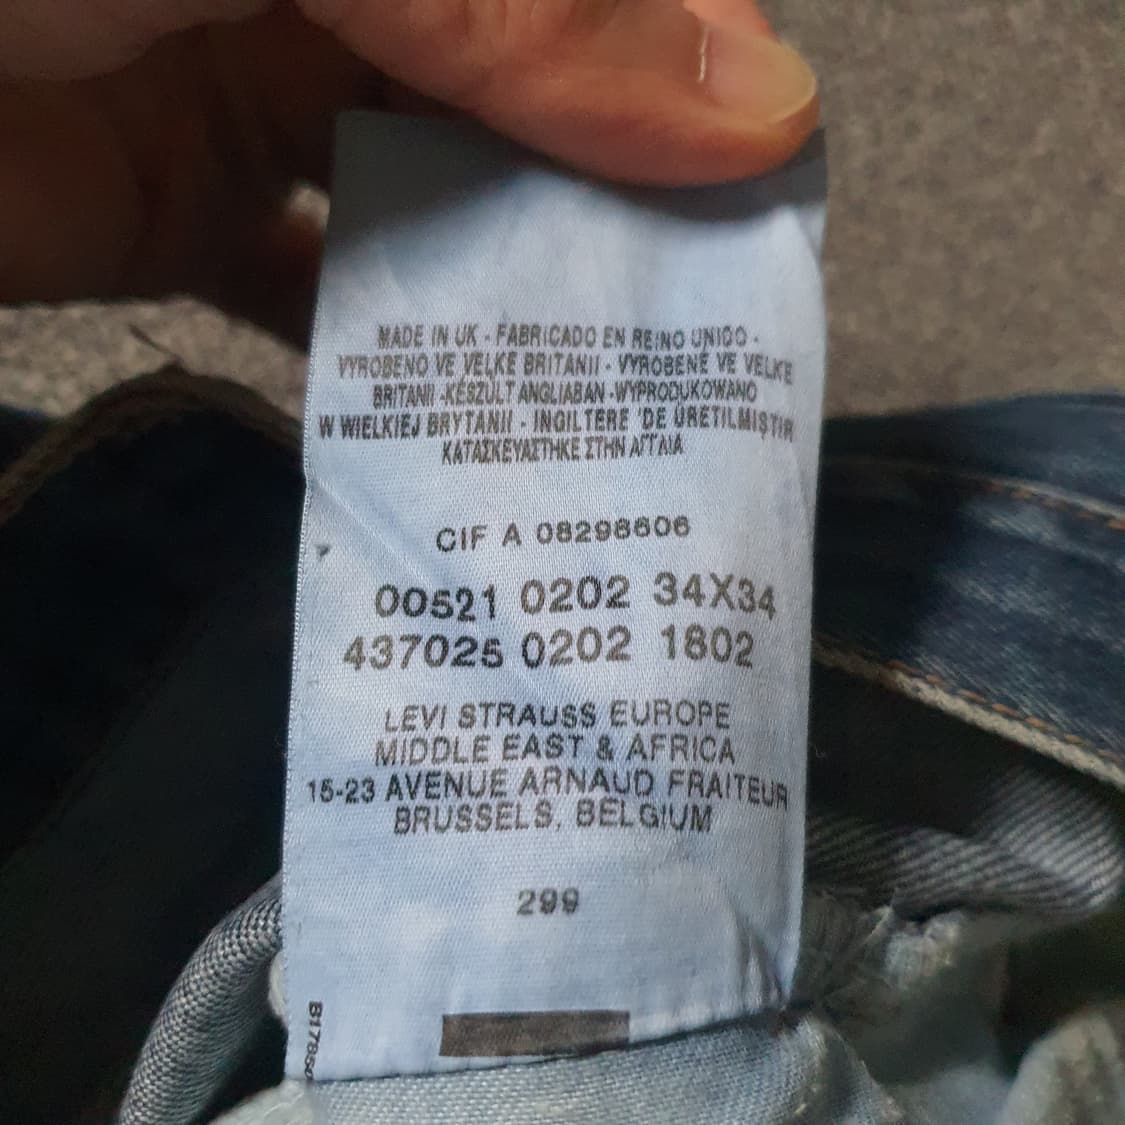 MADE IN UK - FABRICADO EN REINO UNIDO -
VYROBENO VE VELKE BRITANII - VYROBENE VE VELKE
BRITANII -KÉSZÜLT ANGLIABAN -WYPRODUKOWANO
W WIELKIEJ BRYTANII - INGILTERE 'DE ÜRETILMIŞTIR
ΚΑΤΑΣΚΕΥΑΣΤΗΚΕ ΣΤΗΝ ΑΓΓΛΙΑ
CIF A 08298606
00521 0202 34X34
437025 0202 1802
LEVI STRAUSS EUROPE
MIDDLE EAST & AFRICA
15-23 AVENUE ARNAUD FRAITEUR
BRUSSELS, BELGIUM
299